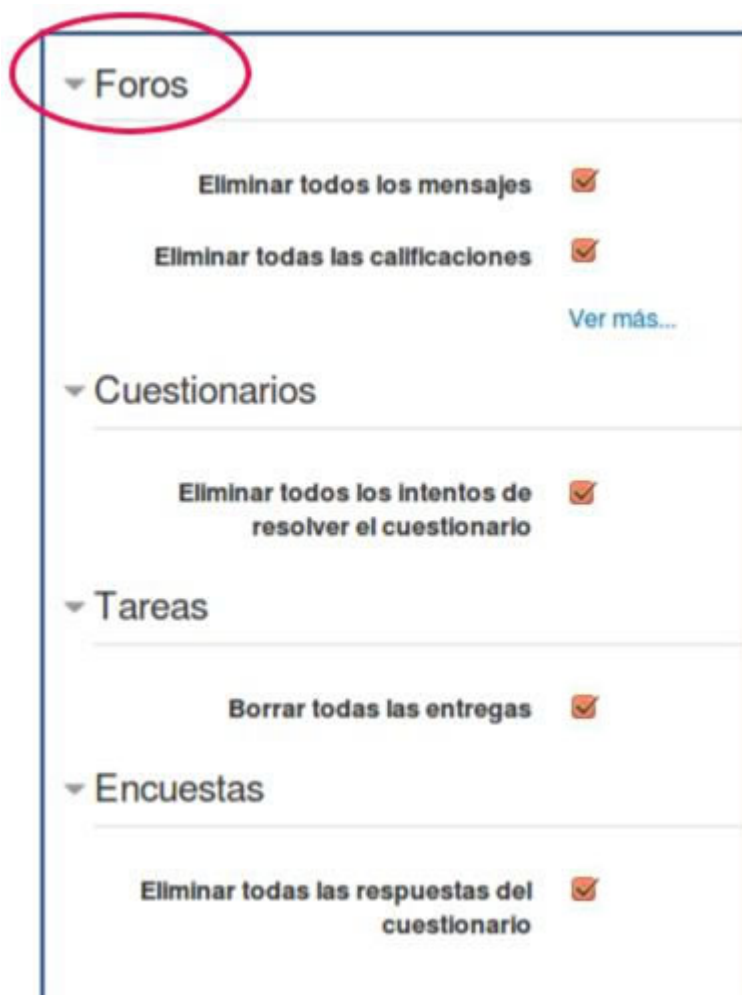 Foros
Eliminar todos los mensajes
Eliminar todas las calificaciones
Ver más...
Cuestionarios
Eliminar todos los intentos de
resolver el cuestionario
Tareas
Borrar todas las entregas
Encuestas
Eliminar todas las respuestas del
cuestionario